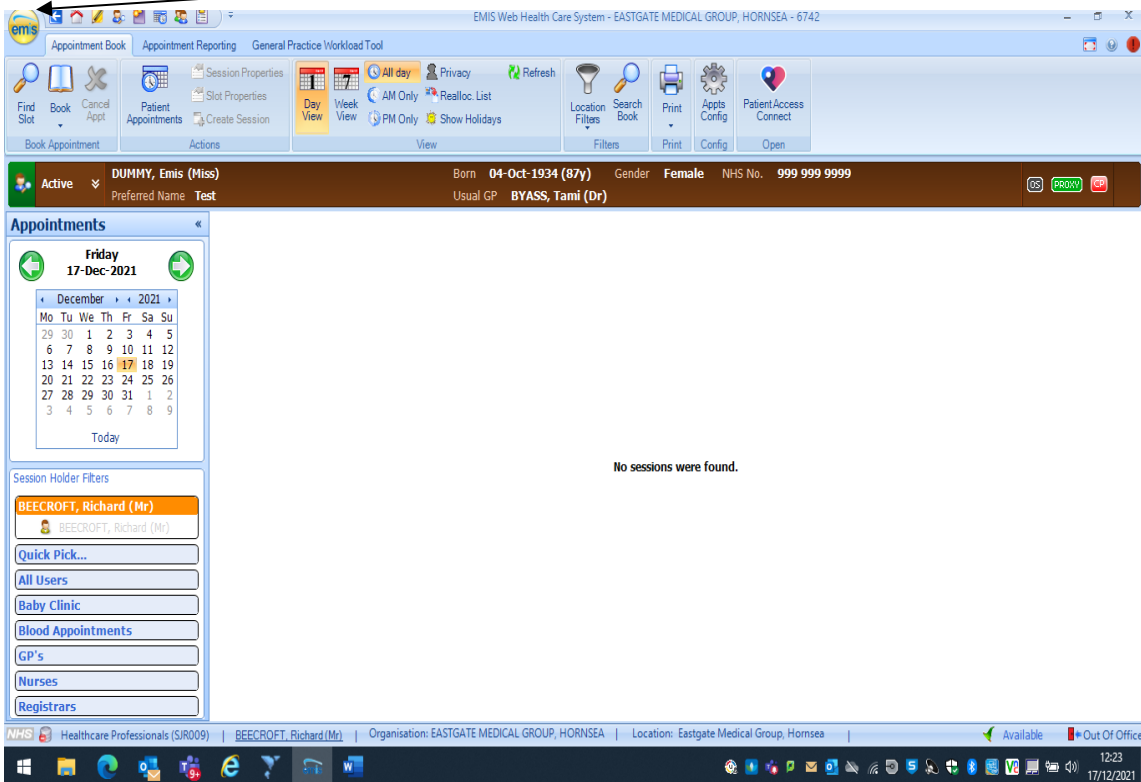 emis
EMIS Web Health Care System - EASTGATE MEDICAL GROUP, HORNSEA - 6742
Appointment Book Appointment Reporting General Practice Workload Tool
Find Slot
Book
Cancel Appt
Book Appointment
Patient Appointments
Session Properties
Slot Properties
Create Session
Actions
1
Day View
7
Week View
All day
AM Only
PM Only
Privacy
Realloc. List
Show Holidays
Refresh
View
Location Filters
Search Book
Filters
Print
Print
Appts Config
Config
Patient Access Connect
Open
Active
DUMMY, Emis (Miss)
Preferred Name Test
Born 04-Oct-1934 (87y) Gender Female NHS No. 999 999 9999
Usual GP BYASS, Tami (Dr)
OS PROXY CP
Appointments
Friday
17-Dec-2021
December 2021
Mo Tu We Th Fr Sa Su
29 30 1 2 3 4 5
6 7 8 9 10 11 12
13 14 15 16 17 18 19
20 21 22 23 24 25 26
27 28 29 30 31 1 2
3 4 5 6 7 8 9
Today
Session Holder Filters
BEECROFT, Richard (Mr)
BEECROFT, Richard (Mr)
Quick Pick...
All Users
Baby Clinic
Blood Appointments
GP's
Nurses
Registrars
No sessions were found.
NHS Healthcare Professionals (SJR009) | BEECROFT, Richard (Mr) | Organisation: EASTGATE MEDICAL GROUP, HORNSEA | Location: Eastgate Medical Group, Hornsea |
Available Out Of Office
12:23
17/12/2021